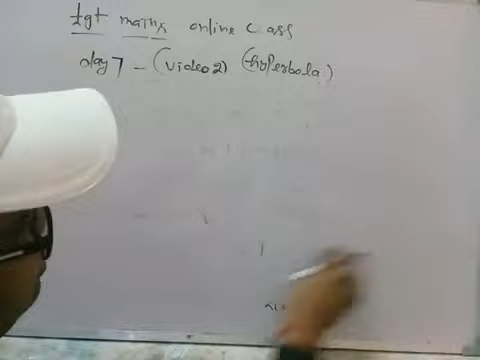 tgt maths online class
day 7 - (video 2) (hyperbola)